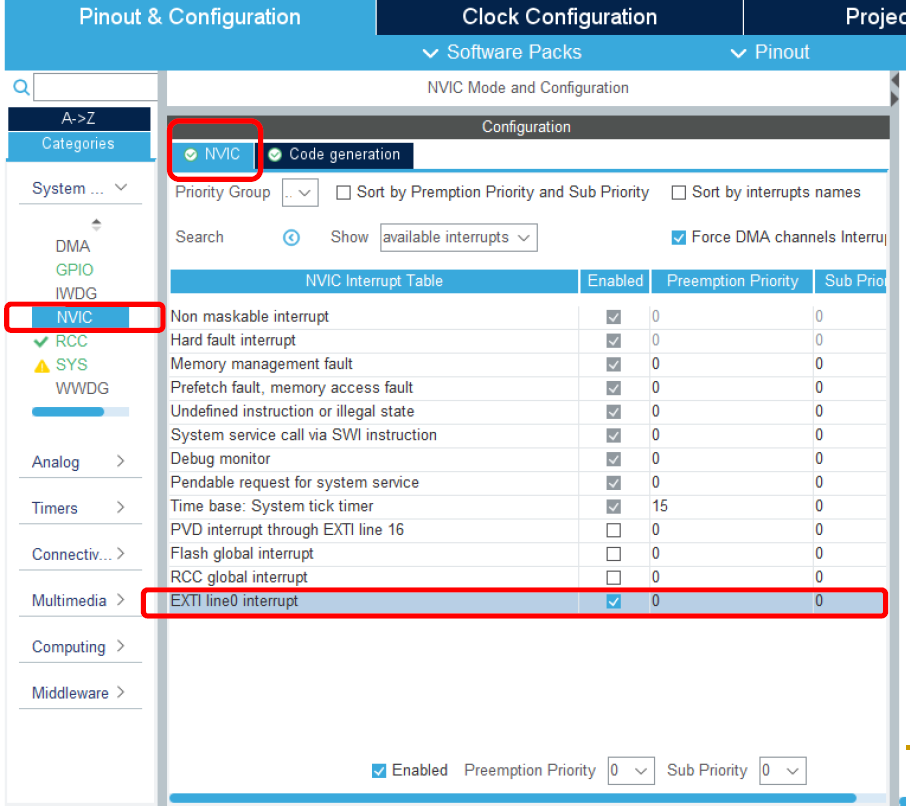 Pinout & Configuration Clock Configuration Projec
Software Packs Pinout
NVIC Mode and Configuration
A->Z
Categories
System ...
DMA
GPIO
IWDG
NVIC
RCC
SYS
WWDG
Analog
Timers
Connectiv...
Multimedia
Computing
Middleware
Configuration
NVIC Code generation
Priority Group .. Sort by Premption Priority and Sub Priority Sort by interrupts names
Search Show available interrupts Force DMA channels Interrup
NVIC Interrupt Table Enabled Preemption Priority Sub Prior
Non maskable interrupt 0 0
Hard fault interrupt 0 0
Memory management fault 0 0
Prefetch fault, memory access fault 0 0
Undefined instruction or illegal state 0 0
System service call via SWI instruction 0 0
Debug monitor 0 0
Pendable request for system service 0 0
Time base: System tick timer 15 0
PVD interrupt through EXTI line 16 0 0
Flash global interrupt 0 0
RCC global interrupt 0 0
EXTI line0 interrupt 0 0
Enabled Preemption Priority 0 Sub Priority 0